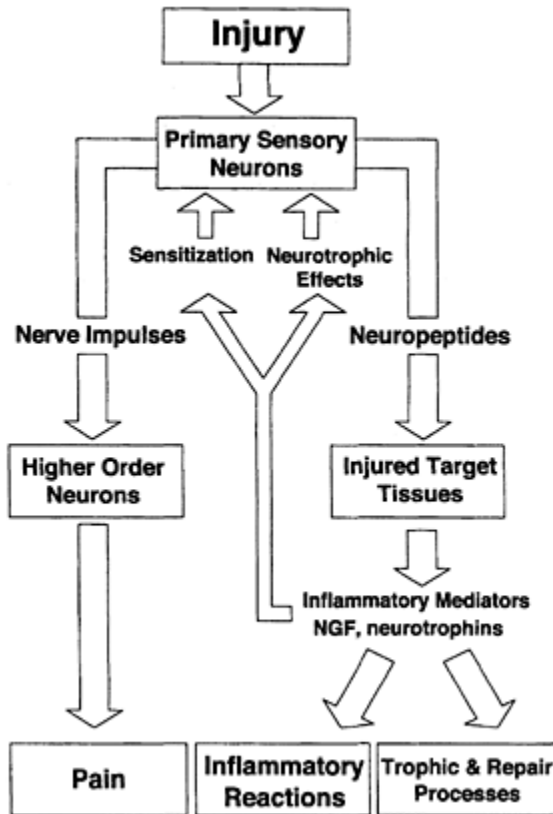 Injury
Primary Sensory
Neurons
Sensitization
Neurotrophic
Effects
Nerve Impulses
Neuropeptides
Higher Order
Neurons
Injured Target
Tissues
Inflammatory Mediators
NGF, neurotrophins
Pain
Inflammatory
Reactions
Trophic & Repair
Processes